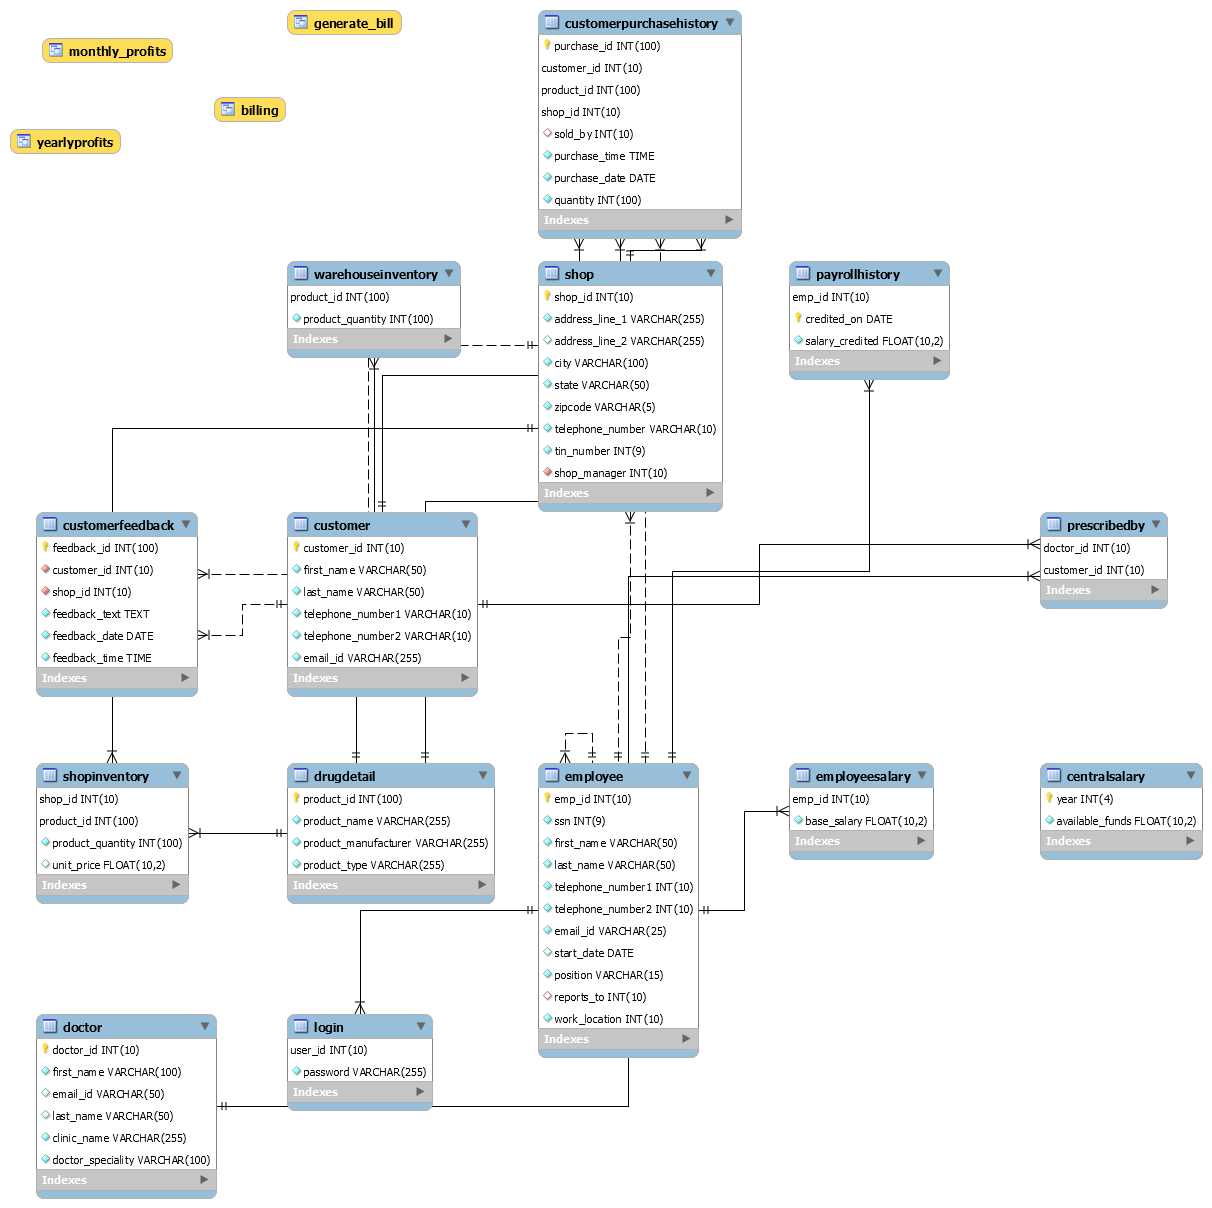 generate_bill
monthly_profits
billing
yearlyprofits
customerpurchasehistory
purchase_id INT(100)
customer_id INT(10)
product_id INT(100)
shop_id INT(10)
sold_by INT(10)
purchase_time TIME
purchase_date DATE
quantity INT(100)
Indexes
warehouseinventory
product_id INT(100)
product_quantity INT(100)
Indexes
shop
shop_id INT(10)
address_line_1 VARCHAR(255)
address_line_2 VARCHAR(255)
city VARCHAR(100)
state VARCHAR(50)
zipcode VARCHAR(5)
telephone_number VARCHAR(10)
tin_number INT(9)
shop_manager INT(10)
Indexes
payrollhistory
emp_id INT(10)
credited_on DATE
salary_credited FLOAT(10,2)
Indexes
customerfeedback
feedback_id INT(100)
customer_id INT(10)
shop_id INT(10)
feedback_text TEXT
feedback_date DATE
feedback_time TIME
Indexes
customer
customer_id INT(10)
first_name VARCHAR(50)
last_name VARCHAR(50)
telephone_number1 VARCHAR(10)
telephone_number2 VARCHAR(10)
email_id VARCHAR(255)
Indexes
prescribedby
doctor_id INT(10)
customer_id INT(10)
Indexes
shopinventory
shop_id INT(10)
product_id INT(100)
product_quantity INT(100)
unit_price FLOAT(10,2)
Indexes
drugdetail
product_id INT(100)
product_name VARCHAR(255)
product_manufacturer VARCHAR(255)
product_type VARCHAR(255)
Indexes
employee
emp_id INT(10)
ssn INT(9)
first_name VARCHAR(50)
last_name VARCHAR(50)
telephone_number1 INT(10)
telephone_number2 INT(10)
email_id VARCHAR(25)
start_date DATE
position VARCHAR(15)
reports_to INT(10)
work_location INT(10)
Indexes
employeesalary
emp_id INT(10)
base_salary FLOAT(10,2)
Indexes
centralsalary
year INT(4)
available_funds FLOAT(10,2)
Indexes
doctor
doctor_id INT(10)
first_name VARCHAR(100)
email_id VARCHAR(50)
last_name VARCHAR(50)
clinic_name VARCHAR(255)
doctor_speciality VARCHAR(100)
Indexes
login
user_id INT(10)
password VARCHAR(255)
Indexes